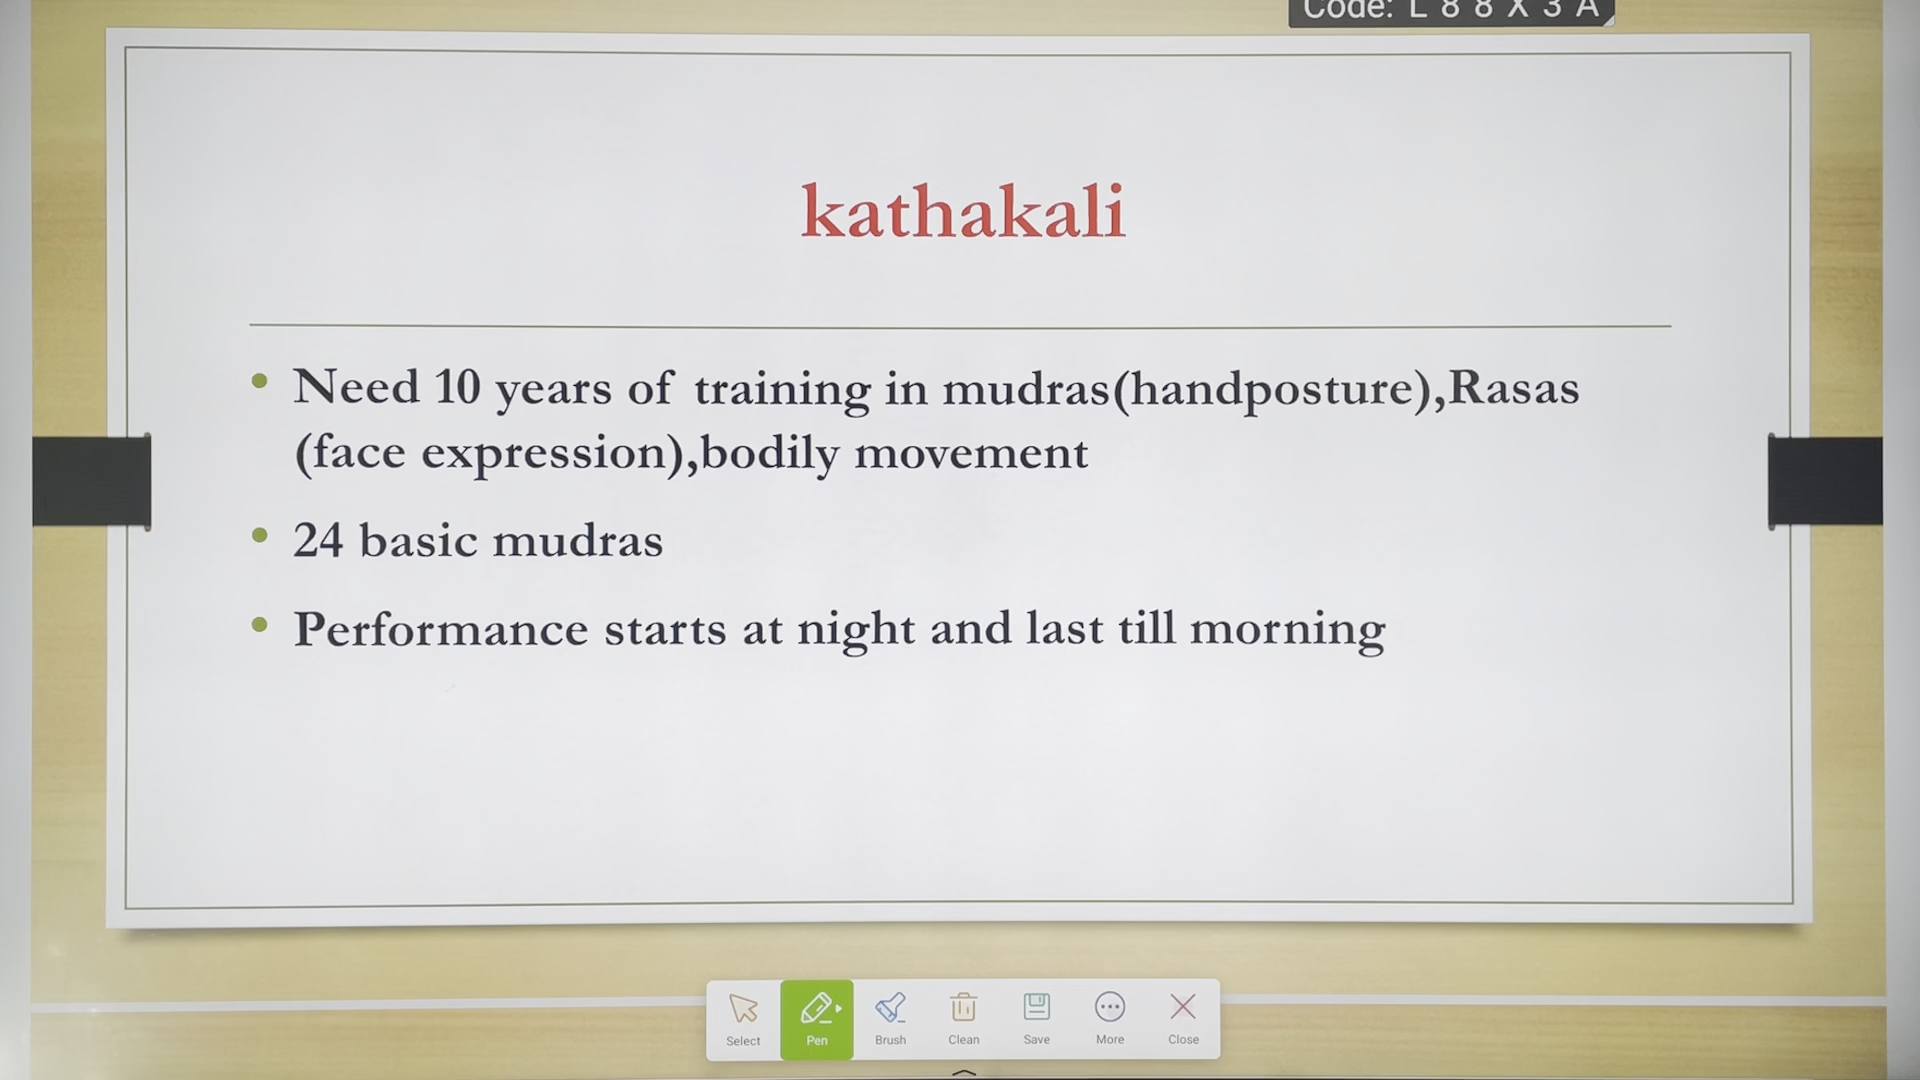 Code: L 8 8 X 3 A
kathakali
Need 10 years of training in mudras(handposture),Rasas
(face expression),bodily movement
24 basic mudras
Performance starts at night and last till morning
Select Pen Brush Clean Save More Close